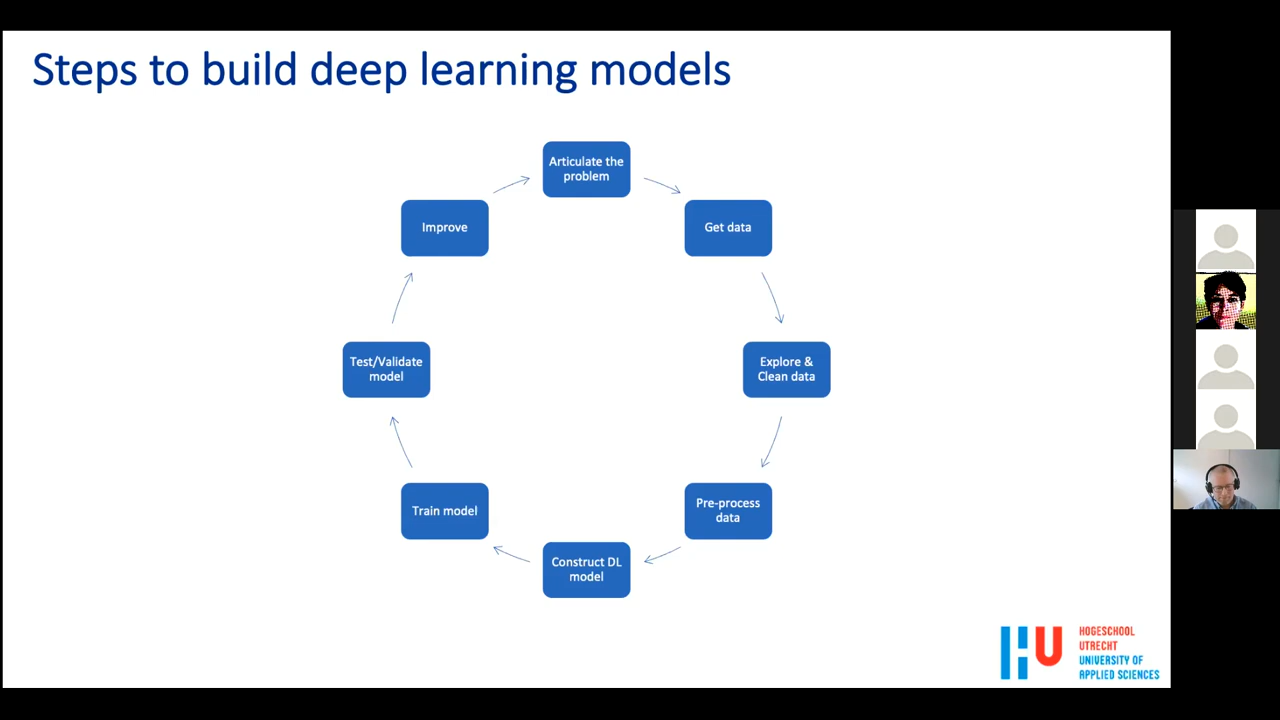 Steps to build deep learning models
Articulate the
problem
Get data
Explore &
Clean data
Pre-process
data
Construct DL
model
Train model
Test/Validate
model
Improve
HU
HOGESCHOOL
UTRECHT
UNIVERSITY OF
APPLIED SCIENCES